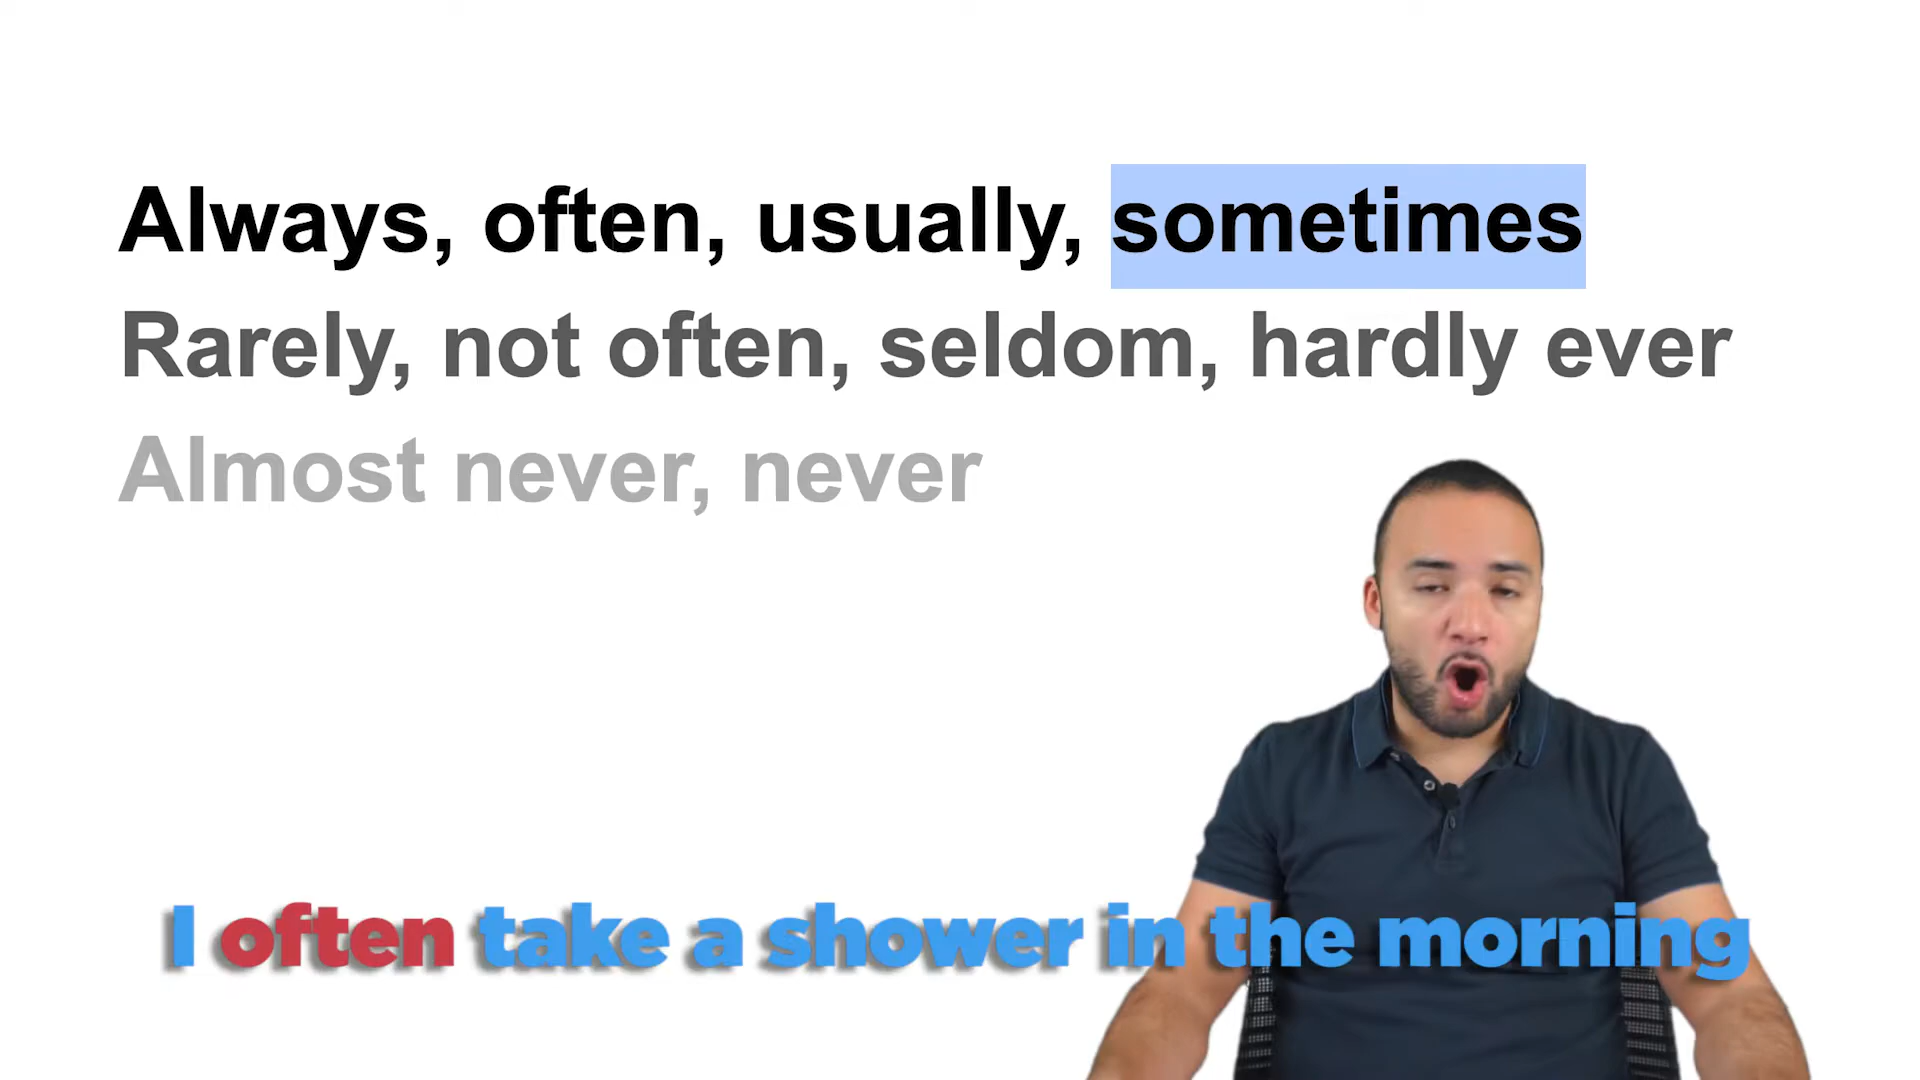 Always, often, usually, sometimes
Rarely, not often, seldom, hardly ever
Almost never, never
I often take a shower in the morning